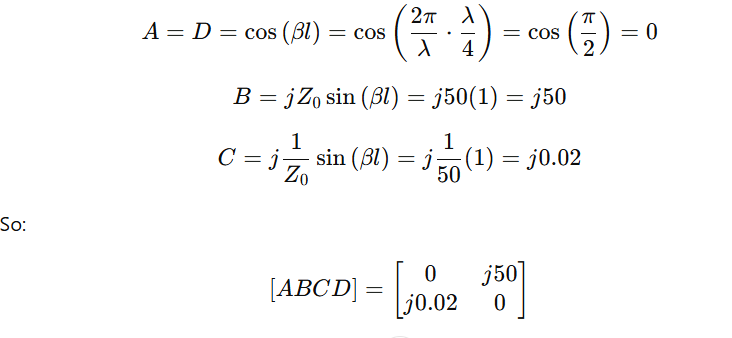 A = D = cos (βl) = cos (2π/λ · λ/4) = cos (π/2) = 0
B = jZ₀ sin (βl) = j50(1) = j50
C = j 1/Z₀ sin (βl) = j 1/50 (1) = j0.02
So:
[ABCD] = [0 j50
j0.02 0]